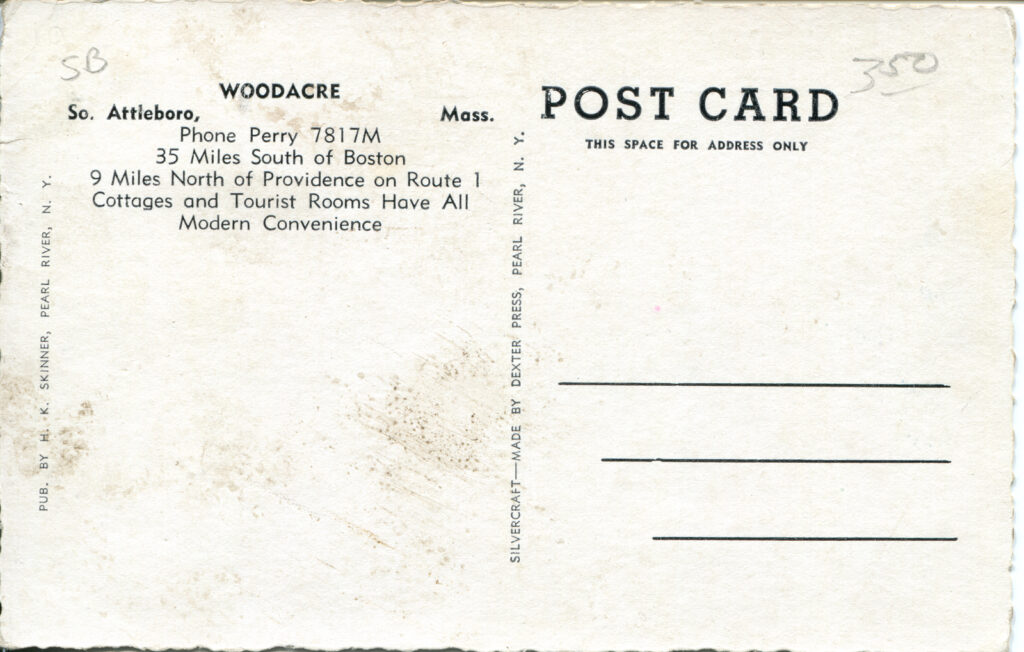 SB
350
WOODACRE
So. Attleboro, Mass.
Phone Perry 7817M
35 Miles South of Boston
9 Miles North of Providence on Route 1
Cottages and Tourist Rooms Have All
Modern Convenience
PUB. BY H. K. SKINNER, PEARL RIVER, N. Y.
SILVERCRAFT—MADE BY DEXTER PRESS, PEARL RIVER, N. Y.
POST CARD
THIS SPACE FOR ADDRESS ONLY